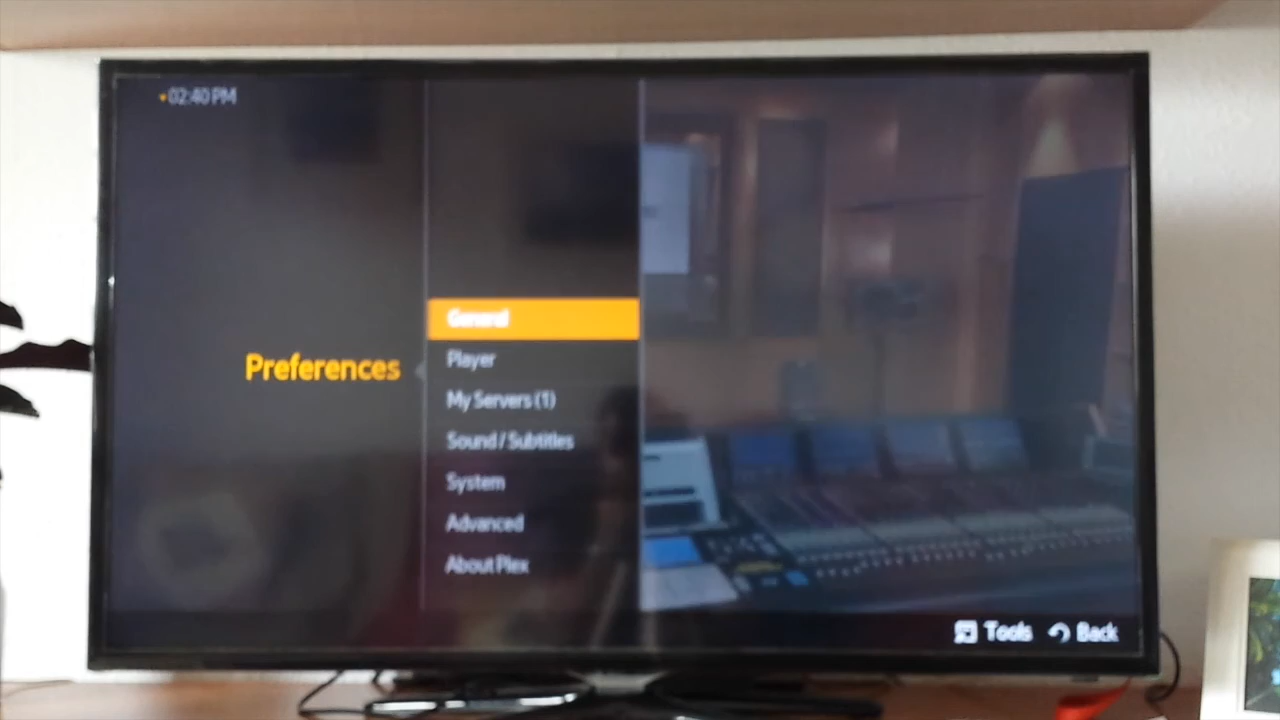 02:40 PM
Preferences
General
Player
My Servers (1)
Sound / Subtitles
System
Advanced
About Plex
Tools
Back